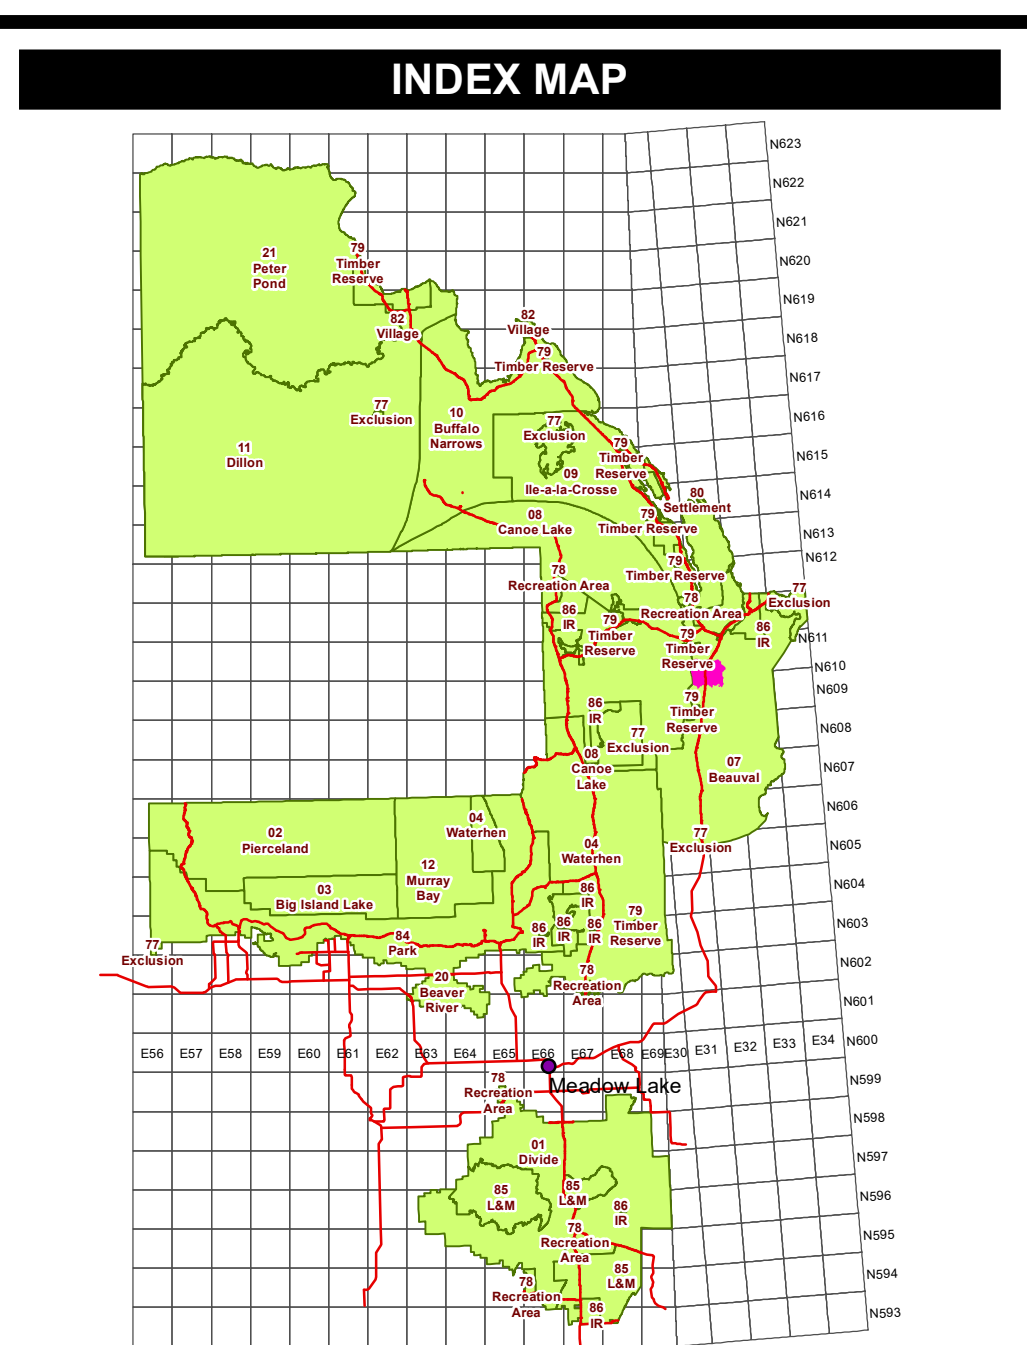 INDEX MAP
N623
N622
N621
N620
N619
N618
N617
N616
N615
N614
N613
N612
N611
N610
N609
N608
N607
N606
N605
N604
N603
N602
N601
N600
N599
N598
N597
N596
N595
N594
N593
21
Peter
Pond
79
Timber
Reserve
82
Village
82
Village
79
Timber Reserve
77
Exclusion
10
Buffalo
Narrows
77
Exclusion
79
Timber
Reserve
11
Dillon
09
Ile-a-la-Crosse
80
Settlement
08
Canoe Lake
79
Timber Reserve
79
Timber Reserve
78
Recreation Area
78
Recreation Area
77
Exclusion
86
IR
79
Timber
Reserve
79
Timber
Reserve
86
IR
79
Timber
Reserve
86
IR
77
Exclusion
08
Canoe
Lake
07
Beauval
04
Waterhen
02
Pierceland
77
Exclusion
04
Waterhen
12
Murray
Bay
03
Big Island Lake
86
IR
86
IR
86
IR
86
IR
79
Timber
Reserve
84
Park
77
Exclusion
20
Beaver
River
78
Recreation
Area
E56 E57 E58 E59 E60 E61 E62 E63 E64 E65 E66 E67 E68 E69 E30 E31 E32 E33 E34
Meadow Lake
78
Recreation
Area
01
Divide
85
L&M
85
L&M
86
IR
78
Recreation
Area
85
L&M
78
Recreation
Area
86
IR